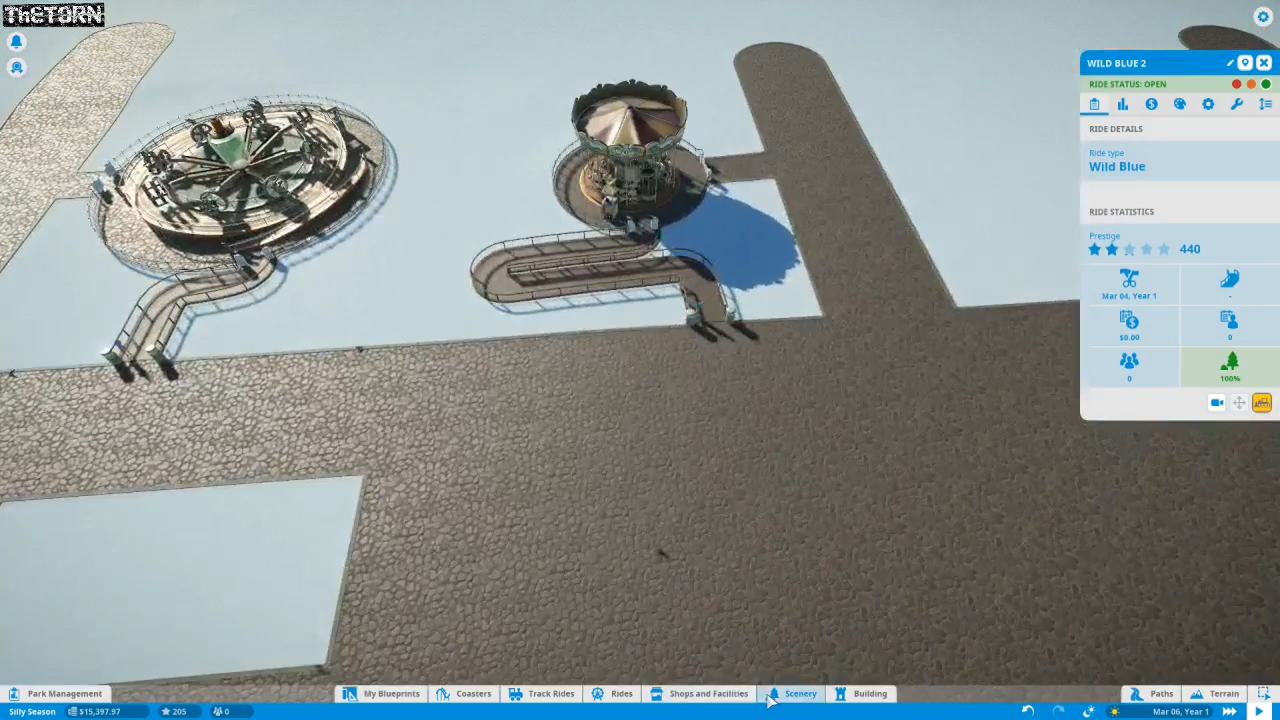 THETORN
WILD BLUE 2
RIDE STATUS: OPEN
RIDE DETAILS
Ride type
Wild Blue
RIDE STATISTICS
Prestige
440
Mar 04, Year 1
-
$0.00
0
0
100%
Park Management
My Blueprints
Coasters
Track Rides
Rides
Shops and Facilities
Scenery
Building
Paths
Terrain
Silly Season
$15,397.97
205
0
Mar 06, Year 1